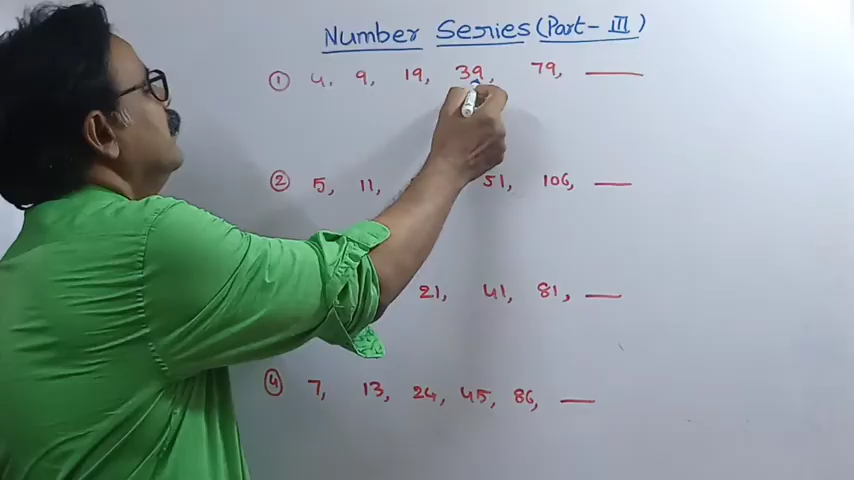 Number Series (Part - III)
① 4, 9, 19, 39, 79, ____
② 5, 11, 51, 106, ____
21, 41, 81, ____
④ 7, 13, 24, 45, 86, ____